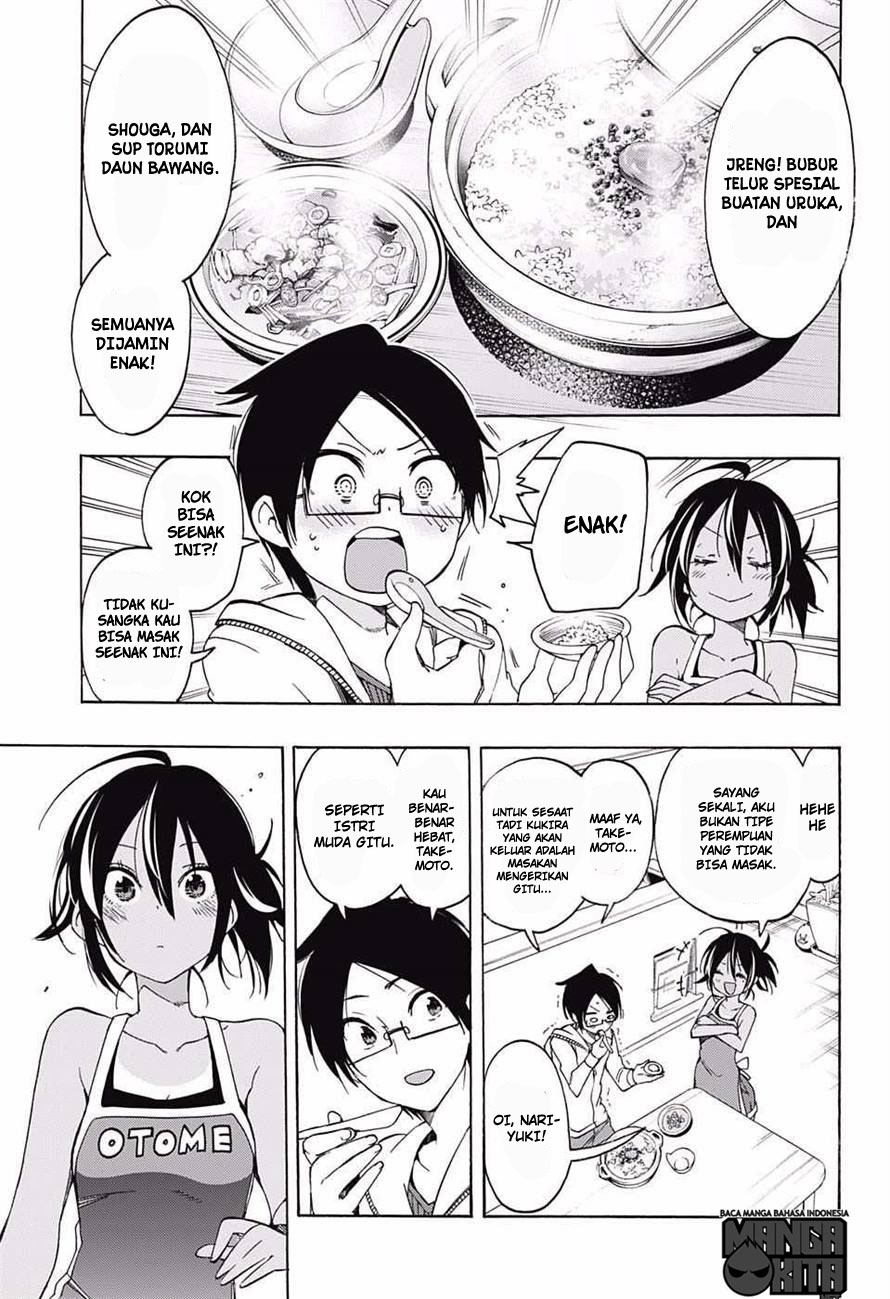 JRENG! BUBUR
TELUR SPESIAL
BUATAN URUKA,
DAN
SHOUGA, DAN
SUP TORUMI
DAUN BAWANG.
SEMUANYA
DIJAMIN
ENAK!
ENAK!
KOK
BISA
SEENAK
INI?!
TIDAK KU-
SANGKA KAU
BISA MASAK
SEENAK INI!
HEHE
HE
SAYANG
SEKALI, AKU
BUKAN TIPE
PEREMPUAN
YANG TIDAK
BISA MASAK.
MAAF YA,
TAKE-
MOTO...
UNTUK SESAAT
TADI KUKIRA
YANG AKAN
KELUAR ADALAH
MASAKAN
MENGERIKAN
GITU...
OI, NARI-
YUKI!
KAU
BENAR-
BENAR
HEBAT,
TAKE-
MOTO.
SEPERTI
ISTRI
MUDA GITU.
OTOME
BACA MANGA BAHASA INDONESIA
MANGA
KITA